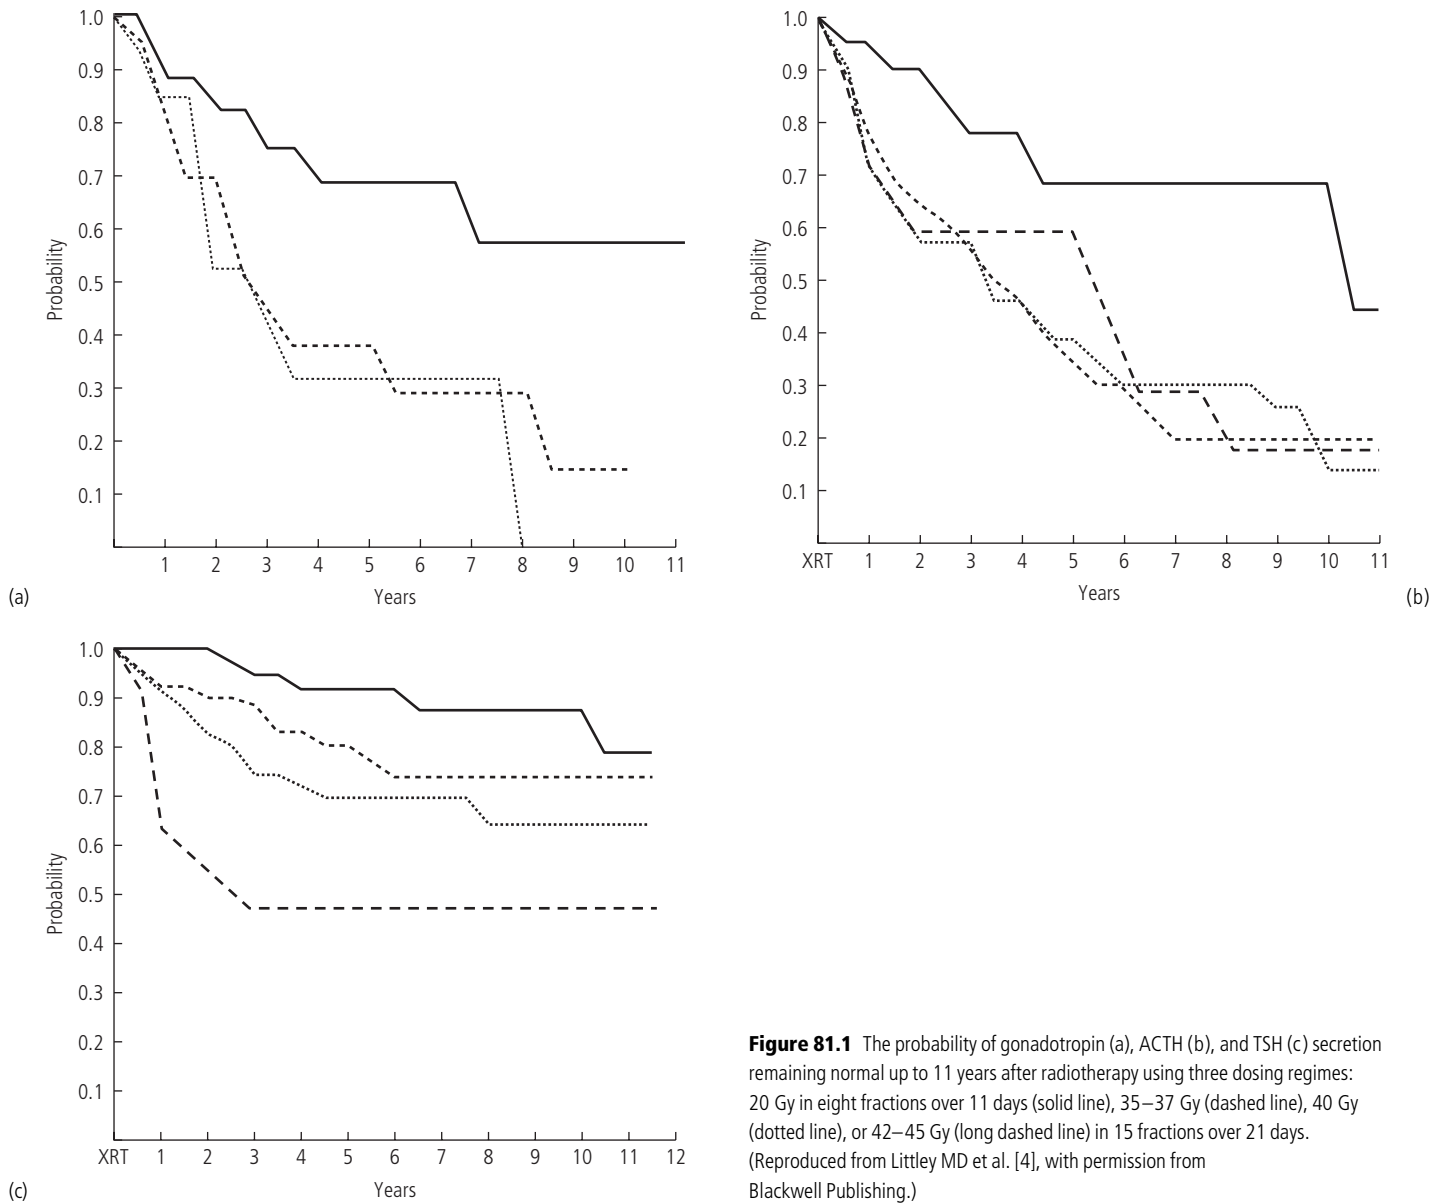 1.0
0.9
0.8
0.7
0.6
0.5
0.4
0.3
0.2
0.1
Probability
1 2 3 4 5 6 7 8 9 10 11
Years
(a)
1.0
0.9
0.8
0.7
0.6
0.5
0.4
0.3
0.2
0.1
Probability
XRT 1 2 3 4 5 6 7 8 9 10 11
Years
(b)
1.0
0.9
0.8
0.7
0.6
0.5
0.4
0.3
0.2
0.1
Probability
XRT 1 2 3 4 5 6 7 8 9 10 11 12
Years
(c)
Figure 81.1 The probability of gonadotropin (a), ACTH (b), and TSH (c) secretion
remaining normal up to 11 years after radiotherapy using three dosing regimes:
20 Gy in eight fractions over 11 days (solid line), 35–37 Gy (dashed line), 40 Gy
(dotted line), or 42–45 Gy (long dashed line) in 15 fractions over 21 days.
(Reproduced from Littley MD et al. [4], with permission from
Blackwell Publishing.)